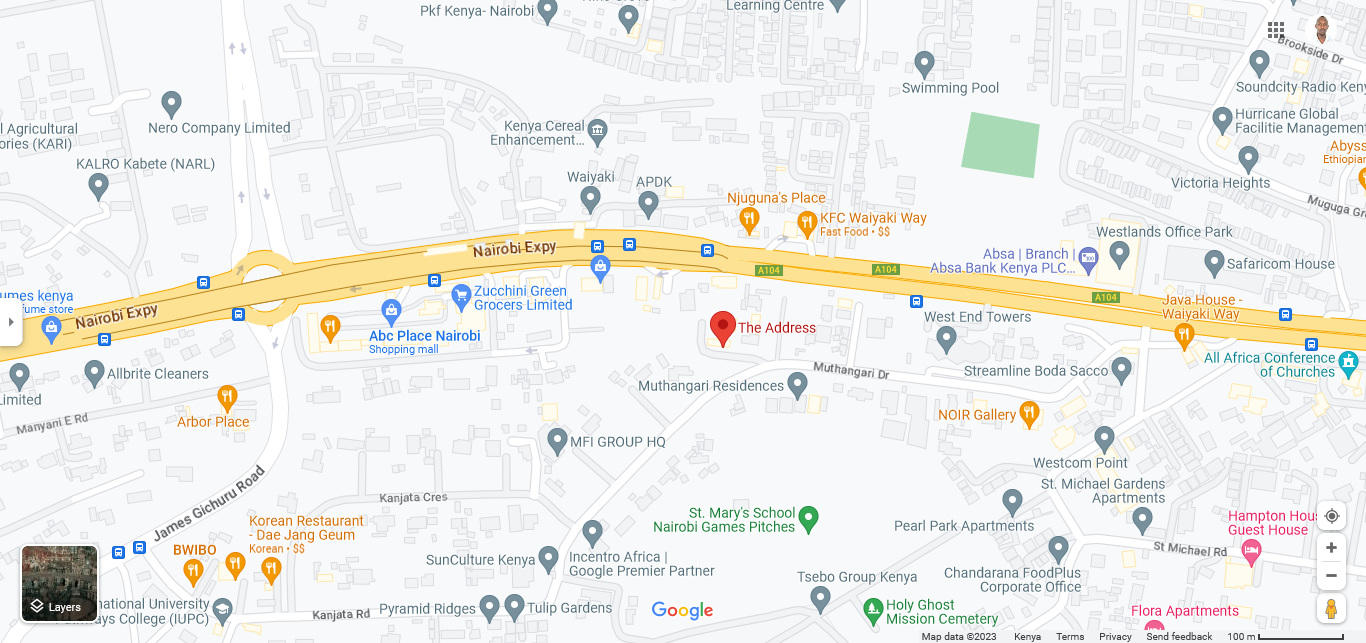 Pkf Kenya- Nairobi
Learning Centre
Brookside Dr
Swimming Pool
Soundcity Radio Keny
Nero Company Limited
l Agricultural
ories (KARI)
Kenya Cereal
Enhancement...
Hurricane Global
Facilitie Management
Abyss
Ethiopian
KALRO Kabete (NARL)
Waiyaki
APDK
Victoria Heights
Njuguna's Place
KFC Waiyaki Way
Fast Food • $$
Muguga Gr
Westlands Office Park
Absa | Branch |
Absa Bank Kenya PLC...
Safaricom House
Nairobi Expy
A104
A104
A104
umes kenya
fume store
Nairobi Expy
Zucchini Green
Grocers Limited
Java House -
Waiyaki Way
Abc Place Nairobi
Shopping mall
The Address
West End Towers
All Africa Conference
of Churches
Allbrite Cleaners
Limited
Muthangari Dr
Streamline Boda Sacco
Muthangari Residences
Manyani E Rd
Arbor Place
NOIR Gallery
MFI GROUP HQ
Westcom Point
James Gichuru Road
Kanjata Cres
St. Michael Gardens
Apartments
St. Mary's School
Nairobi Games Pitches
Pearl Park Apartments
Hampton Hou
Guest House
Korean Restaurant
- Dae Jang Geum
Korean • $$
BWIBO
SunCulture Kenya
Incentro Africa |
Google Premier Partner
St Michael Rd
Chandarana FoodPlus
Corporate Office
Tsebo Group Kenya
Layers
national University
Pathways College (IUPC)
Kanjata Rd
Pyramid Ridges
Tulip Gardens
Google
Holy Ghost
Mission Cemetery
Flora Apartments
Map data ©2023
Kenya
Terms
Privacy
Send feedback
100 m